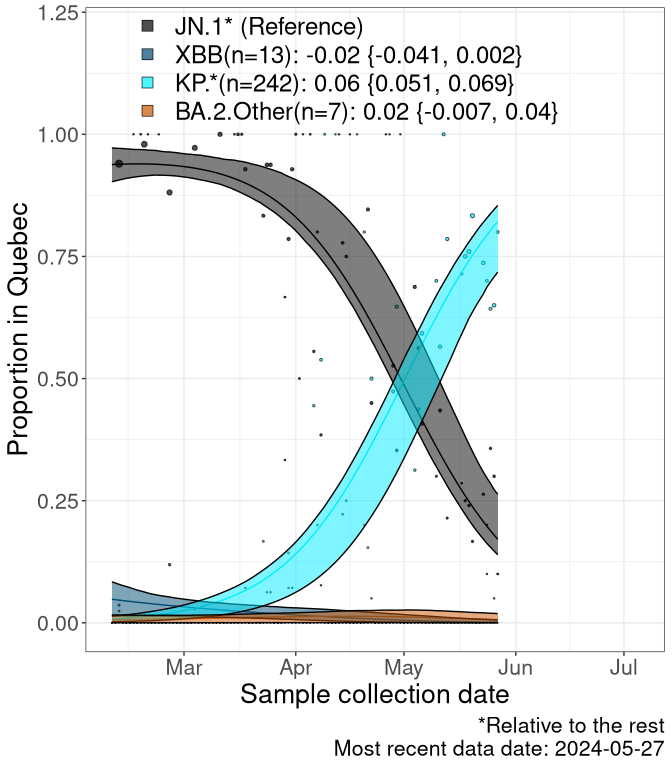 JN.1* (Reference)
XBB(n=13): -0.02 {-0.041, 0.002}
KP.*(n=242): 0.06 {0.051, 0.069}
BA.2.Other(n=7): 0.02 {-0.007, 0.04}
1.25
1.00
0.75
0.50
0.25
0.00
Proportion in Quebec
Mar Apr May Jun Jul
Sample collection date
*Relative to the rest
Most recent data date: 2024-05-27